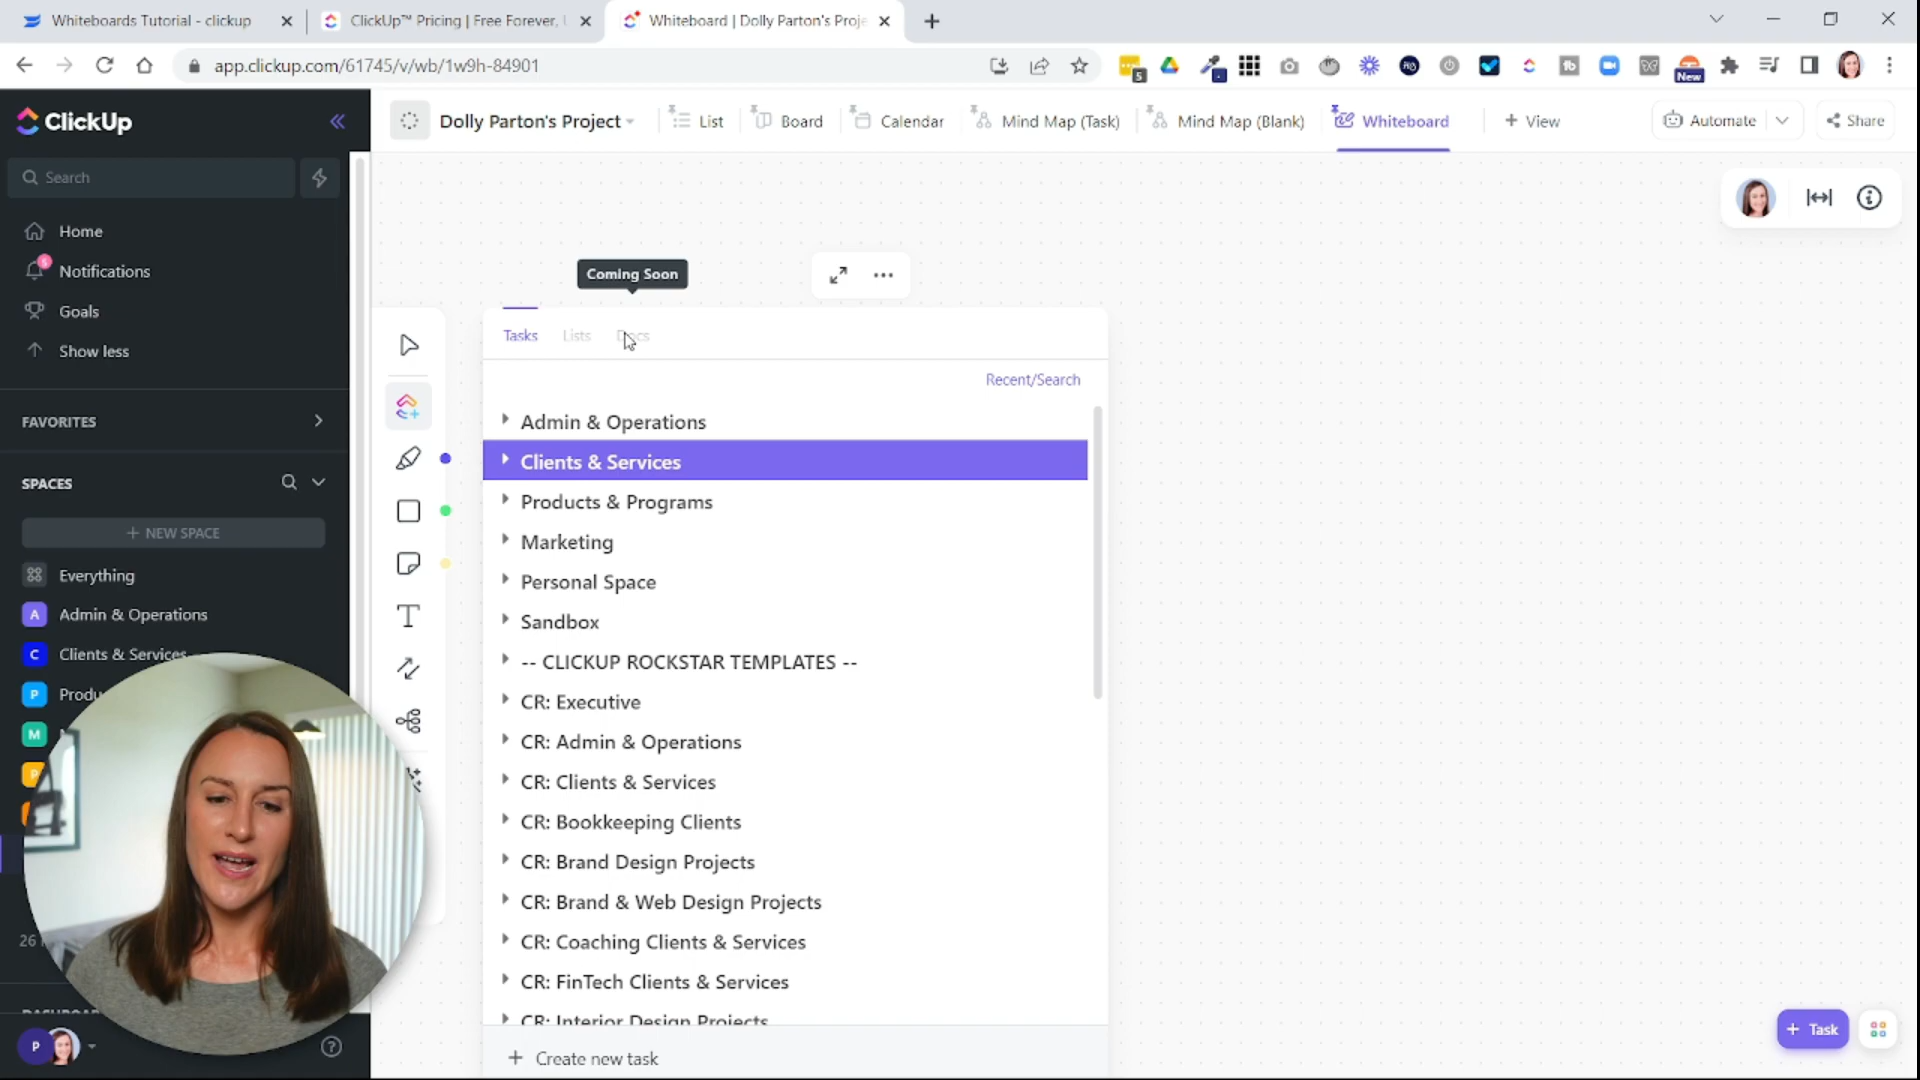 Whiteboards Tutorial - clickup
ClickUp™ Pricing | Free Forever,
Whiteboard | Dolly Parton's Proje
app.clickup.com/61745/v/wb/1w9h-84901
5
New
ClickUp
Dolly Parton's Project
List
Board
Calendar
Mind Map (Task)
Mind Map (Blank)
Whiteboard
+ View
Automate
Share
Search
Home
Notifications
Goals
Show less
FAVORITES
SPACES
+ NEW SPACE
Everything
A Admin & Operations
C Clients & Services
P Produ
M
P
26
P
Coming Soon
Tasks
Lists
Docs
Recent/Search
Admin & Operations
Clients & Services
Products & Programs
Marketing
Personal Space
Sandbox
-- CLICKUP ROCKSTAR TEMPLATES --
CR: Executive
CR: Admin & Operations
CR: Clients & Services
CR: Bookkeeping Clients
CR: Brand Design Projects
CR: Brand & Web Design Projects
CR: Coaching Clients & Services
CR: FinTech Clients & Services
CR: Interior Design Projects
+ Create new task
+ Task